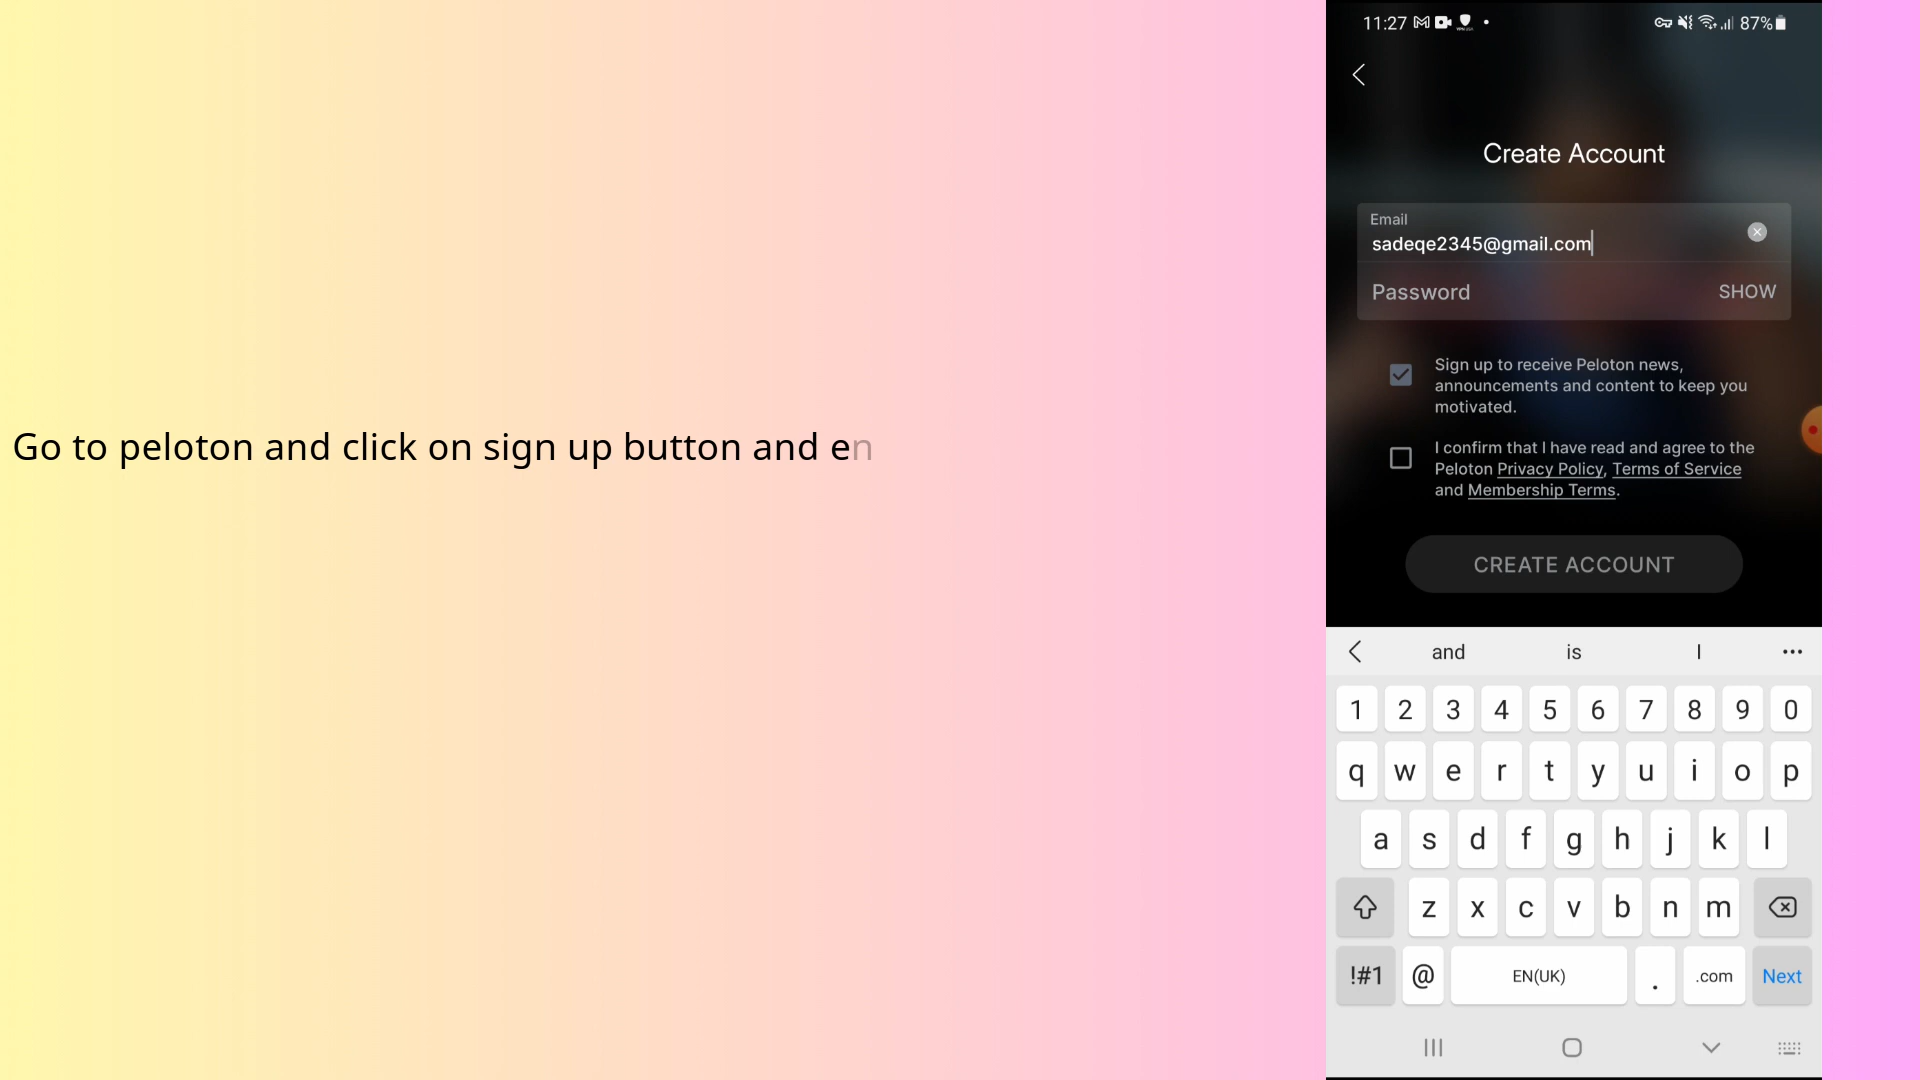 Go to peloton and click on sign up button and en
11:27
87%
Create Account
Email
sadeqe2345@gmail.com
Password
SHOW
Sign up to receive Peloton news,
announcements and content to keep you
motivated.
I confirm that I have read and agree to the
Peloton Privacy Policy, Terms of Service
and Membership Terms.
CREATE ACCOUNT
and is I
1 2 3 4 5 6 7 8 9 0
q w e r t y u i o p
a s d f g h j k l
z x c v b n m
!#1 @ EN(UK) . .com Next